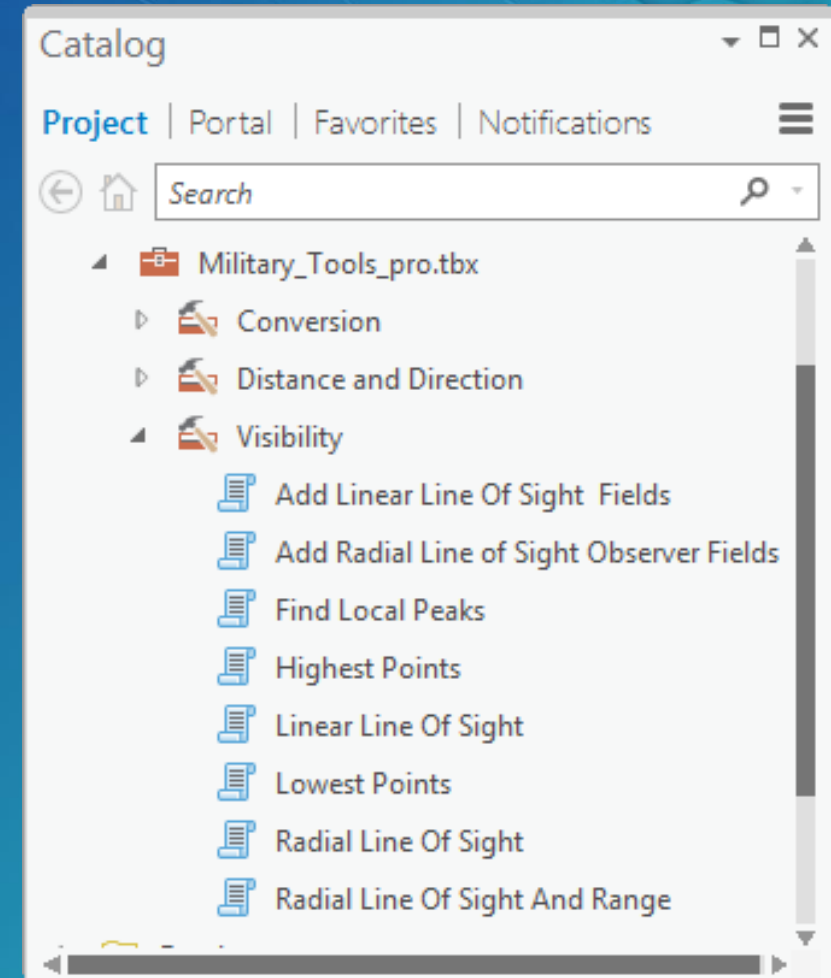 Catalog
Project | Portal | Favorites | Notifications
Search
Military_Tools_pro.tbx
Conversion
Distance and Direction
Visibility
Add Linear Line Of Sight  Fields
Add Radial Line of Sight Observer Fields
Find Local Peaks
Highest Points
Linear Line Of Sight
Lowest Points
Radial Line Of Sight
Radial Line Of Sight And Range